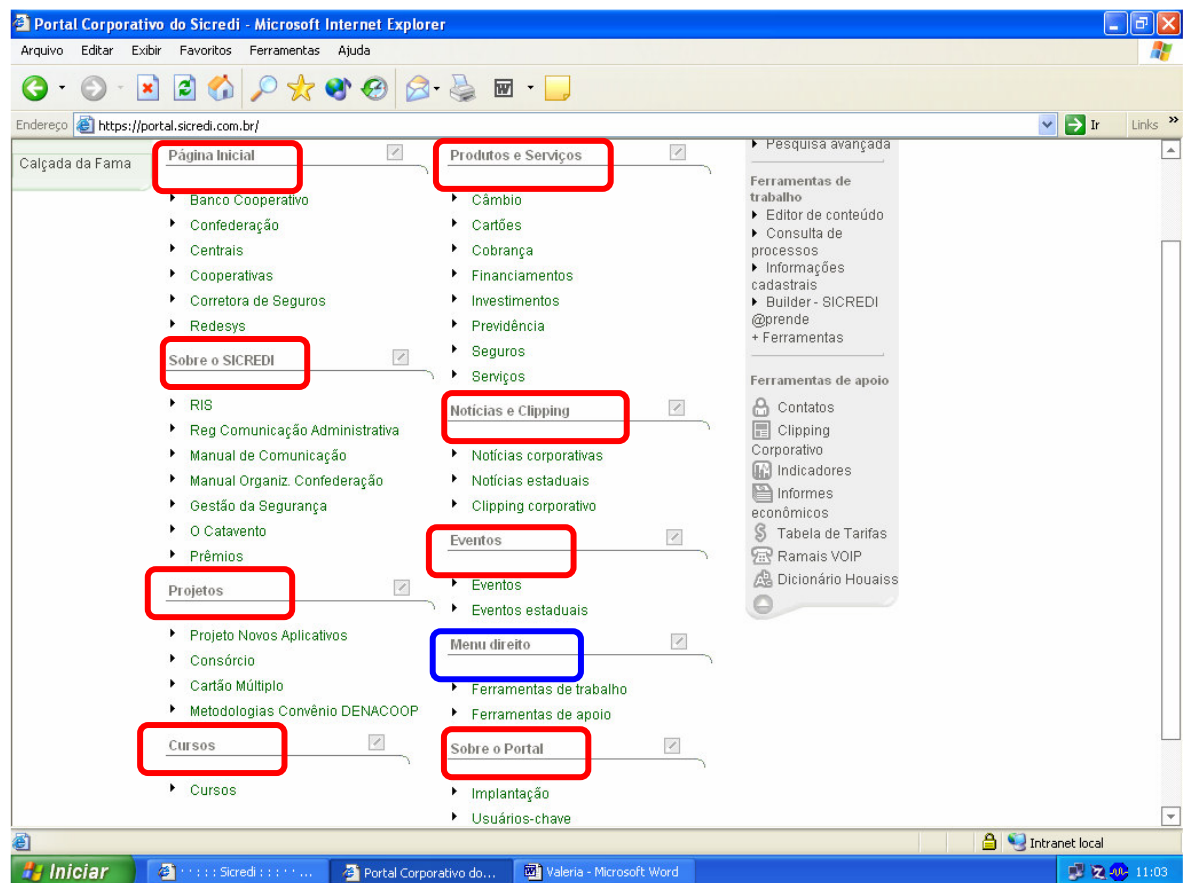 Portal Corporativo do Sicredi - Microsoft Internet Explorer
Arquivo Editar Exibir Favoritos Ferramentas Ajuda
Endereço https://portal.sicredi.com.br/ Ir Links »
Calçada da Fama
Página Inicial
Banco Cooperativo
Confederação
Centrais
Cooperativas
Corretora de Seguros
Redesys
Sobre o SICREDI
RIS
Reg Comunicação Administrativa
Manual de Comunicação
Manual Organiz. Confederação
Gestão da Segurança
O Catavento
Prêmios
Projetos
Projeto Novos Aplicativos
Consórcio
Cartão Múltiplo
Metodologias Convênio DENACOOP
Cursos
Cursos
Produtos e Serviços
Câmbio
Cartões
Cobrança
Financiamentos
Investimentos
Previdência
Seguros
Serviços
Notícias e Clipping
Notícias corporativas
Notícias estaduais
Clipping corporativo
Eventos
Eventos
Eventos estaduais
Menu direito
Ferramentas de trabalho
Ferramentas de apoio
Sobre o Portal
Implantação
Usuários-chave
Pesquisa avançada
Ferramentas de
trabalho
Editor de conteúdo
Consulta de
processos
Informações
cadastrais
Builder - SICREDI
@prende
+ Ferramentas
Ferramentas de apoio
Contatos
Clipping
Corporativo
Indicadores
Informes
econômicos
Tabela de Tarifas
Ramais VOIP
Dicionário Houaiss
Intranet local
Iniciar : : : : : Sicredi : : : : : ... Portal Corporativo do... Valeria - Microsoft Word 11:03